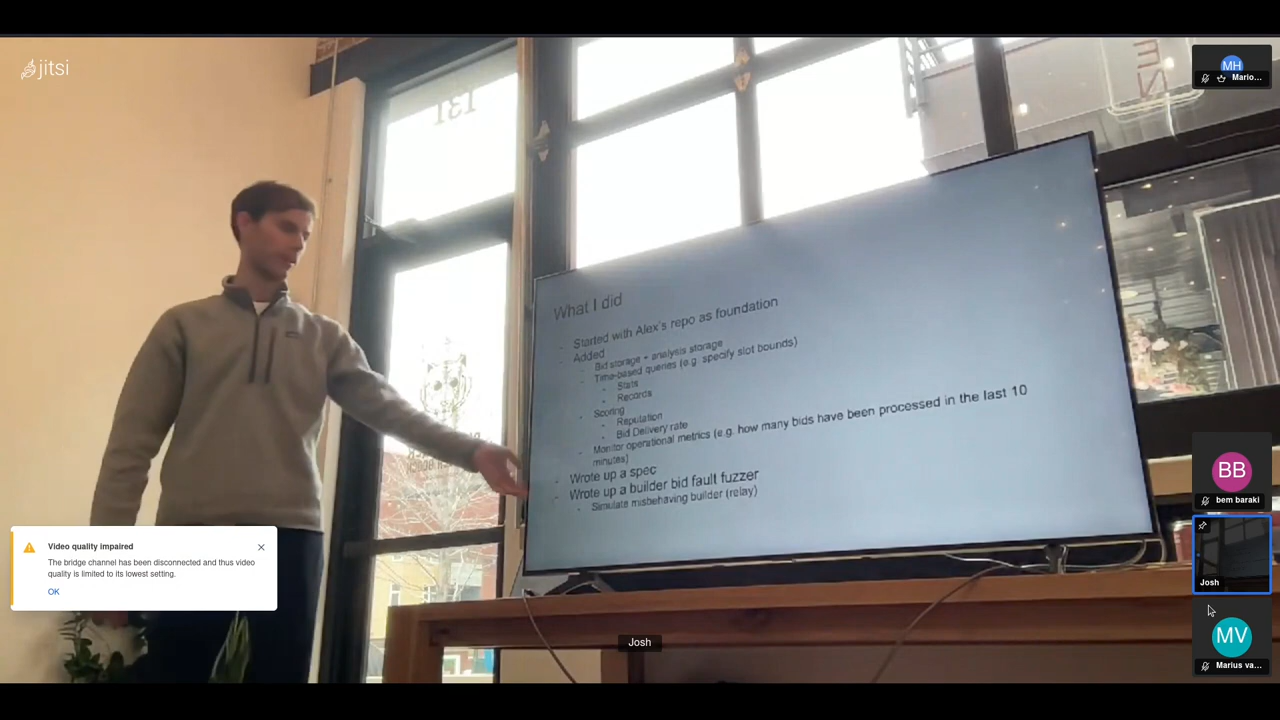 jitsi
131
MH
Mario...
What I did
- Started with Alex's repo as foundation
- Added
- Bid storage + analysis storage
- Time-based queries (e.g. specify slot bounds)
- Stats
- Records
- Scoring
- Reputation
- Bid Delivery rate
- Monitor operational metrics (e.g. how many bids have been processed in the last 10
minutes)
- Wrote up a spec
- Wrote up a builder bid fault fuzzer
- Simulate misbehaving builder (relay)
BB
bem baraki
Josh
MV
Marius va...
Video quality impaired
The bridge channel has been disconnected and thus video
quality is limited to its lowest setting.
OK
Josh